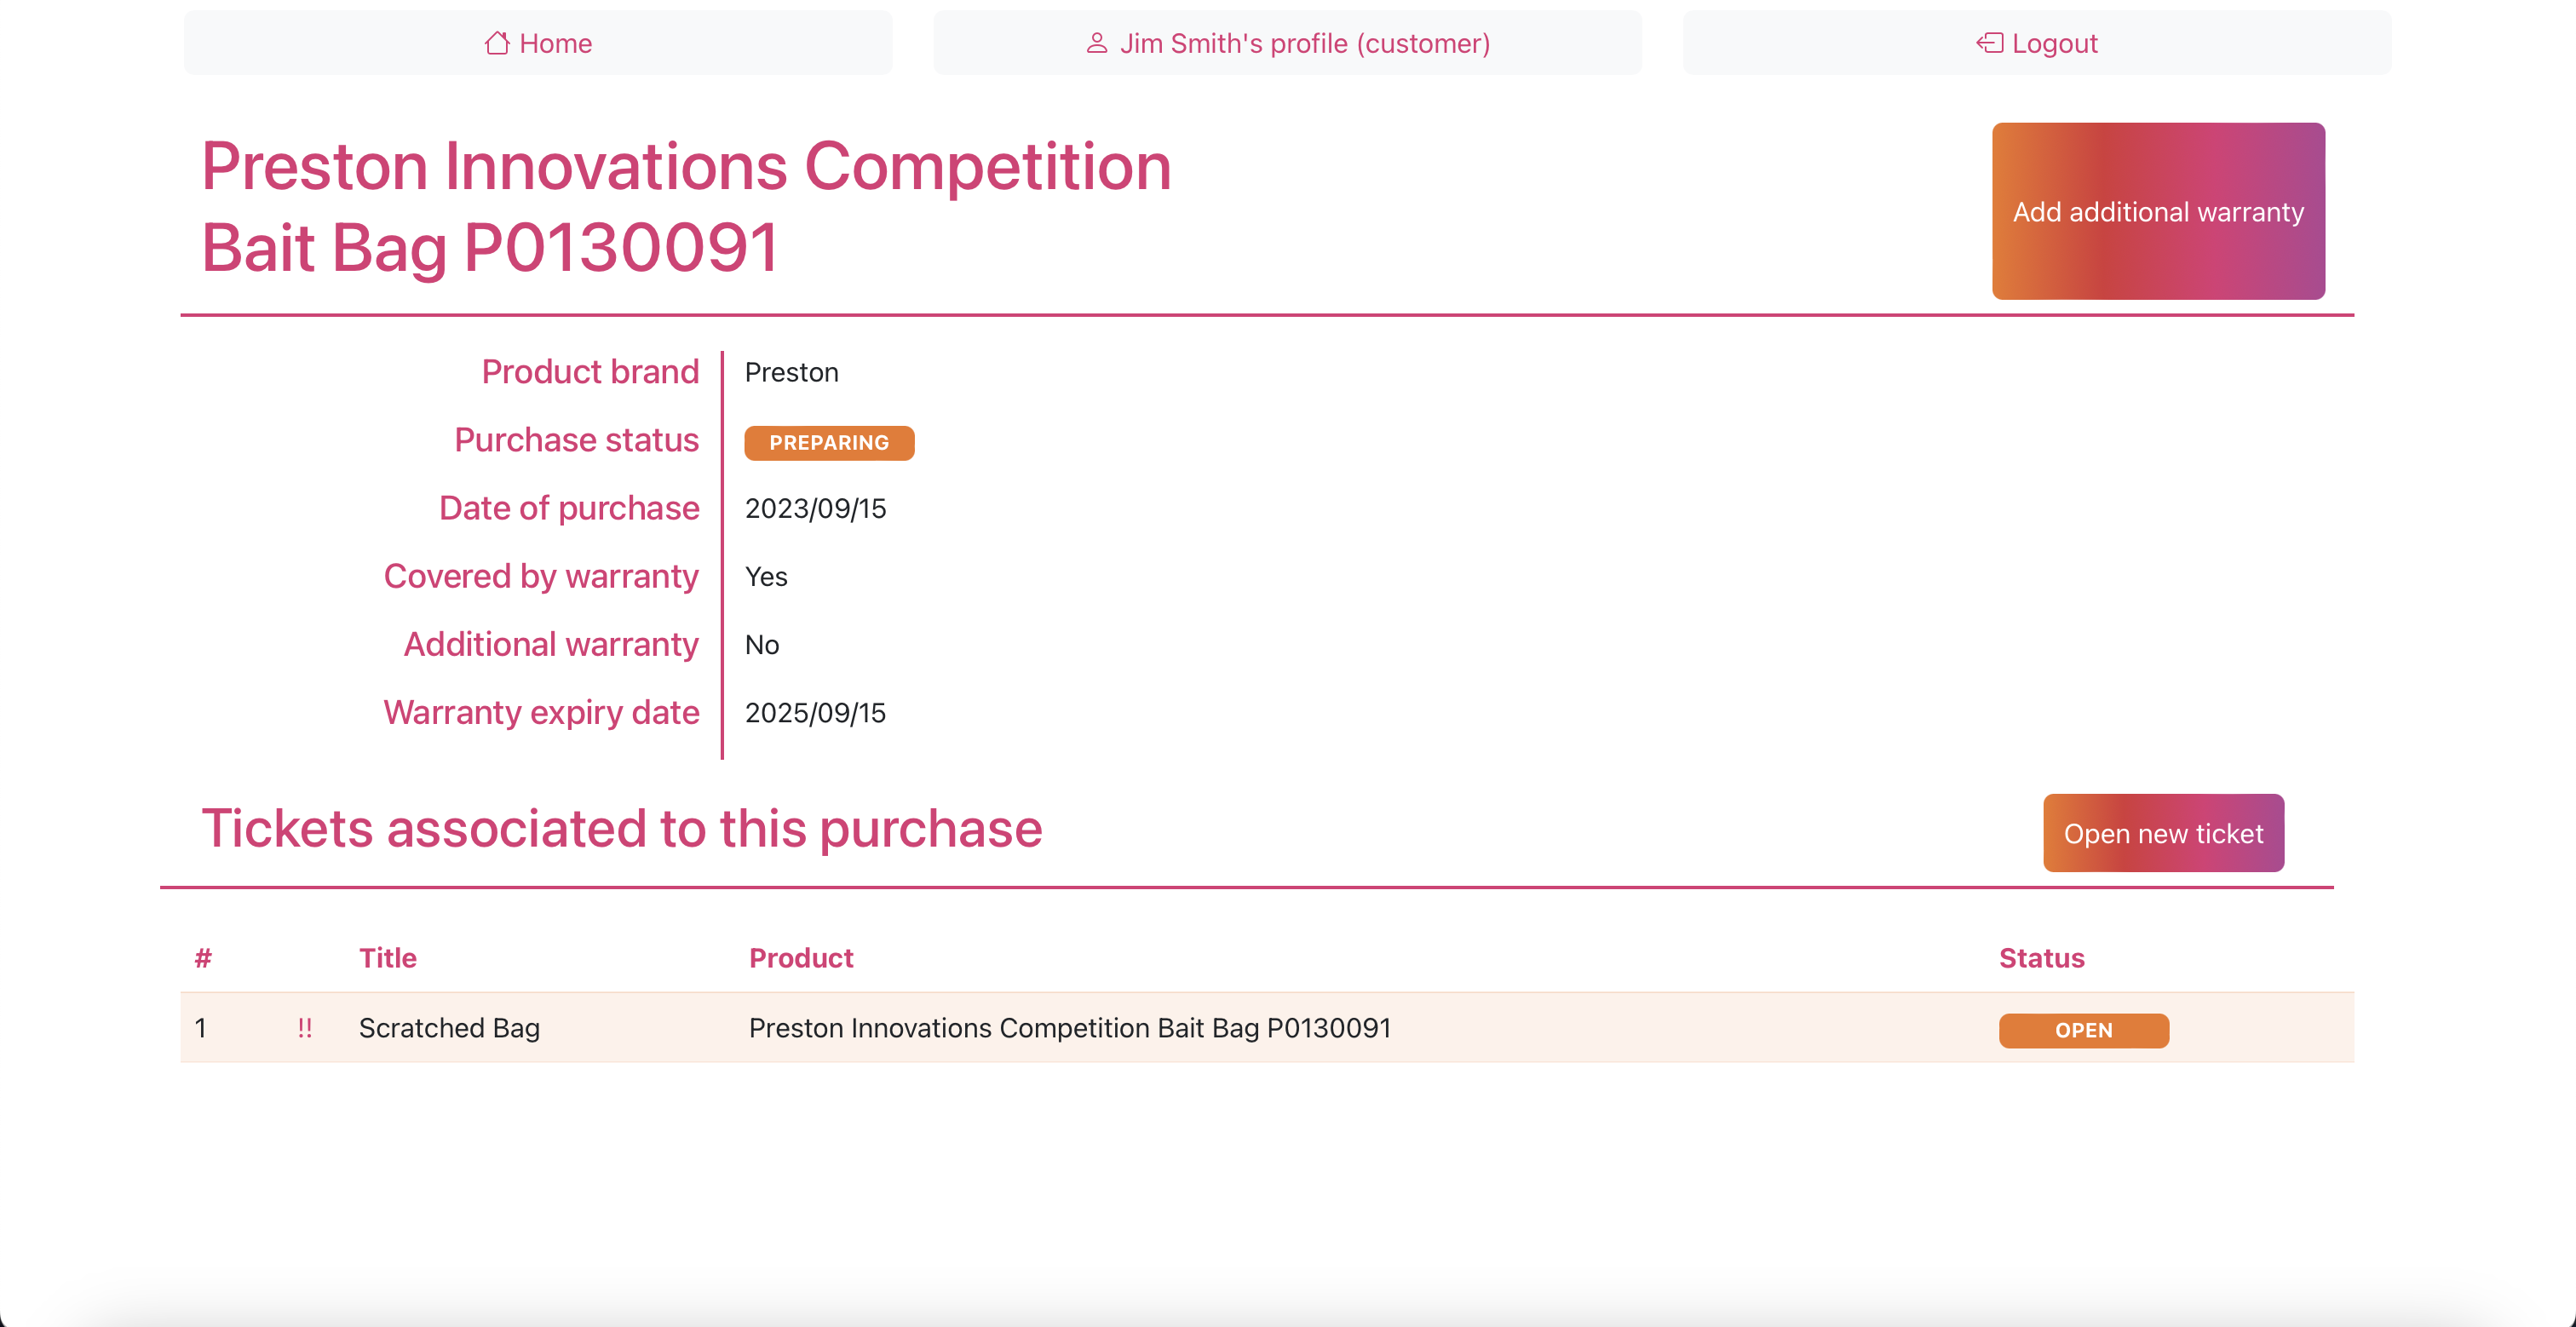 Home
Jim Smith's profile (customer)
Logout
Preston Innovations Competition
Bait Bag P0130091
Add additional warranty
Product brand Preston
Purchase status PREPARING
Date of purchase 2023/09/15
Covered by warranty Yes
Additional warranty No
Warranty expiry date 2025/09/15
Tickets associated to this purchase
Open new ticket
# Title Product Status
1 !! Scratched Bag Preston Innovations Competition Bait Bag P0130091 OPEN